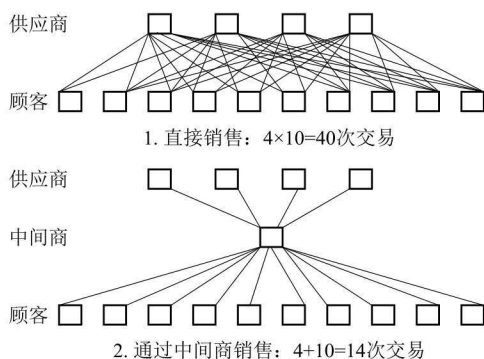 供应商
顾客
1. 直接销售：4×10=40次交易
供应商
中间商
顾客
2. 通过中间商销售：4+10=14次交易